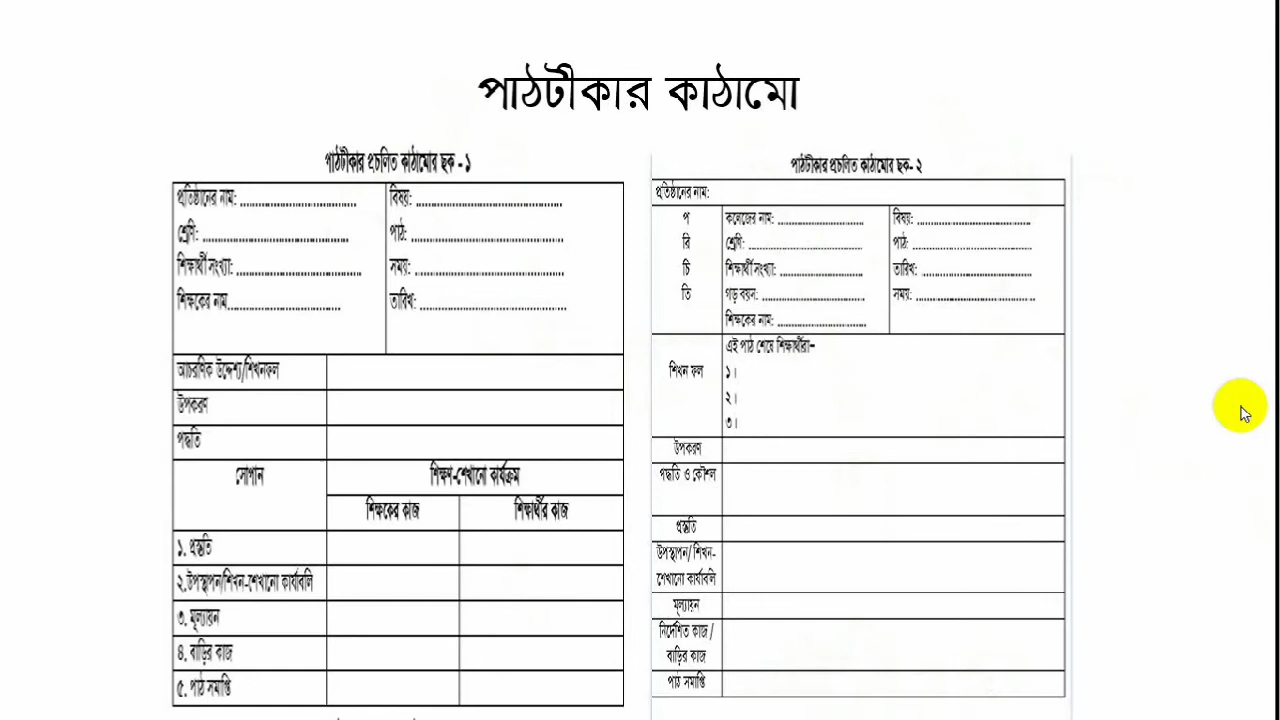 পাঠটীকার কাঠামো
পাঠটীকার প্রচলিত কাঠামোর ছক -১
প্রতিষ্ঠানের নাম: ........................
বিষয়: ..............................
শ্রেণি: ..............................
পাঠ: ..............................
শিক্ষার্থী সংখ্যা: ..........................
সময়: ..............................
শিক্ষকের নাম........................
তারিখ: ..............................
আচরণিক উদ্দেশ্য/শিখনফল
উপকরণ
পদ্ধতি
সোপান
শিক্ষণ-শেখানো কার্যক্রম
শিক্ষকের কাজ
শিক্ষার্থীর কাজ
১. প্রস্তুতি
২.উপস্থাপন/শিখন-শেখানো কার্যাবলি
৩. মূল্যায়ন
৪. বাড়ির কাজ
৫. পাঠ সমাপ্তি
পাঠটীকার প্রচলিত কাঠামোর ছক- ২
প্রতিষ্ঠানের নাম:
প
রি
চি
তি
কলেজের নাম: ........................
বিষয়: ..............................
শ্রেণি: ..............................
পাঠ: ..............................
শিক্ষার্থী সংখ্যা: ........................
তারিখ: ..............................
গড় বয়স: ..............................
সময়: ..............................
শিক্ষকের নাম: ........................
শিখন ফল
এই পাঠ শেষে শিক্ষার্থীরা–
১।
২।
৩।
উপকরণ
পদ্ধতি ও কৌশল
প্রস্তুতি
উপস্থাপন/ শিখন-
শেখানো কার্যাবলি
মূল্যায়ন
নির্দেশিত কাজ /
বাড়ির কাজ
পাঠ সমাপ্তি